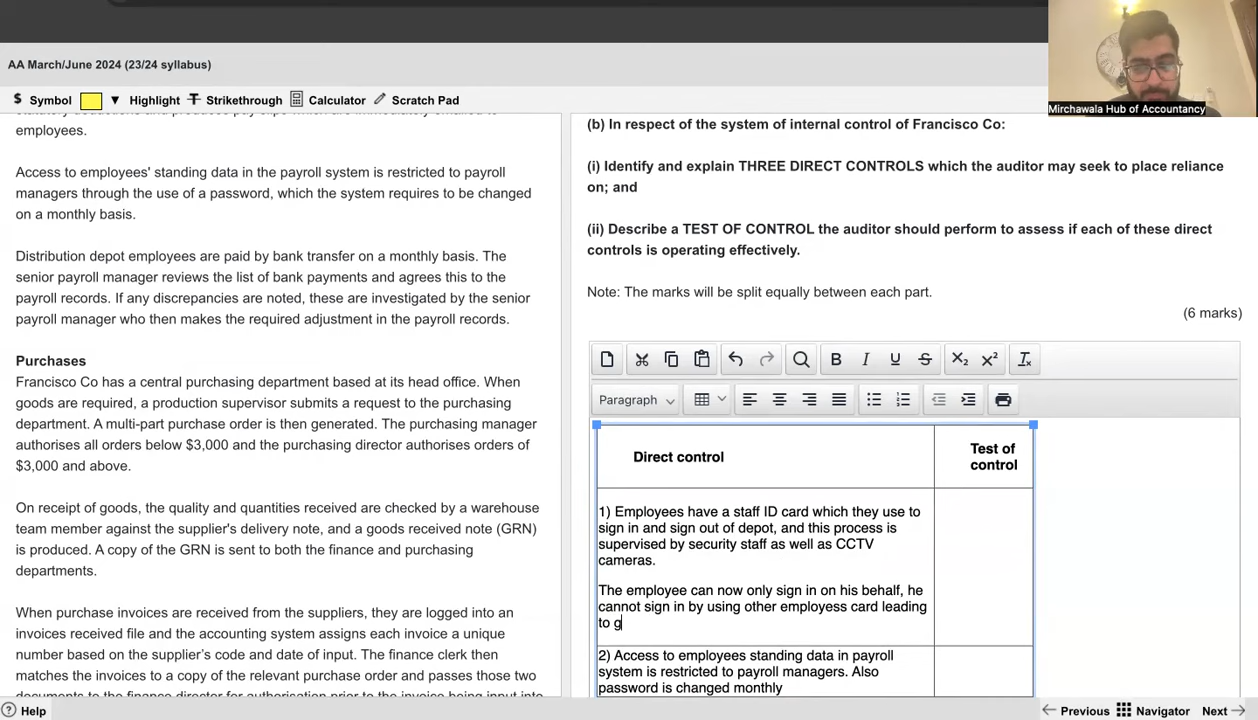 AA March/June 2024 (23/24 syllabus)
Mirchawala Hub of Accountancy
$ Symbol ▼ Highlight T Strikethrough Calculator Scratch Pad
employees.
Access to employees' standing data in the payroll system is restricted to payroll
managers through the use of a password, which the system requires to be changed
on a monthly basis.
Distribution depot employees are paid by bank transfer on a monthly basis. The
senior payroll manager reviews the list of bank payments and agrees this to the
payroll records. If any discrepancies are noted, these are investigated by the senior
payroll manager who then makes the required adjustment in the payroll records.
Purchases
Francisco Co has a central purchasing department based at its head office. When
goods are required, a production supervisor submits a request to the purchasing
department. A multi-part purchase order is then generated. The purchasing manager
authorises all orders below $3,000 and the purchasing director authorises orders of
$3,000 and above.
On receipt of goods, the quality and quantities received are checked by a warehouse
team member against the supplier's delivery note, and a goods received note (GRN)
is produced. A copy of the GRN is sent to both the finance and purchasing
departments.
When purchase invoices are received from the suppliers, they are logged into an
invoices received file and the accounting system assigns each invoice a unique
number based on the supplier's code and date of input. The finance clerk then
matches the invoices to a copy of the relevant purchase order and passes those two
documents to the finance director for authorisation prior to the invoice being input into
(b) In respect of the system of internal control of Francisco Co:
(i) Identify and explain THREE DIRECT CONTROLS which the auditor may seek to place reliance
on; and
(ii) Describe a TEST OF CONTROL the auditor should perform to assess if each of these direct
controls is operating effectively.
Note: The marks will be split equally between each part.
(6 marks)
B I U S X₂ X² Tx
Paragraph
Direct control
Test of
control
1) Employees have a staff ID card which they use to
sign in and sign out of depot, and this process is
supervised by security staff as well as CCTV
cameras.
The employee can now only sign in on his behalf, he
cannot sign in by using other employess card leading
to g
2) Access to employees standing data in payroll
system is restricted to payroll managers. Also
password is changed monthly
Help
Previous Navigator Next